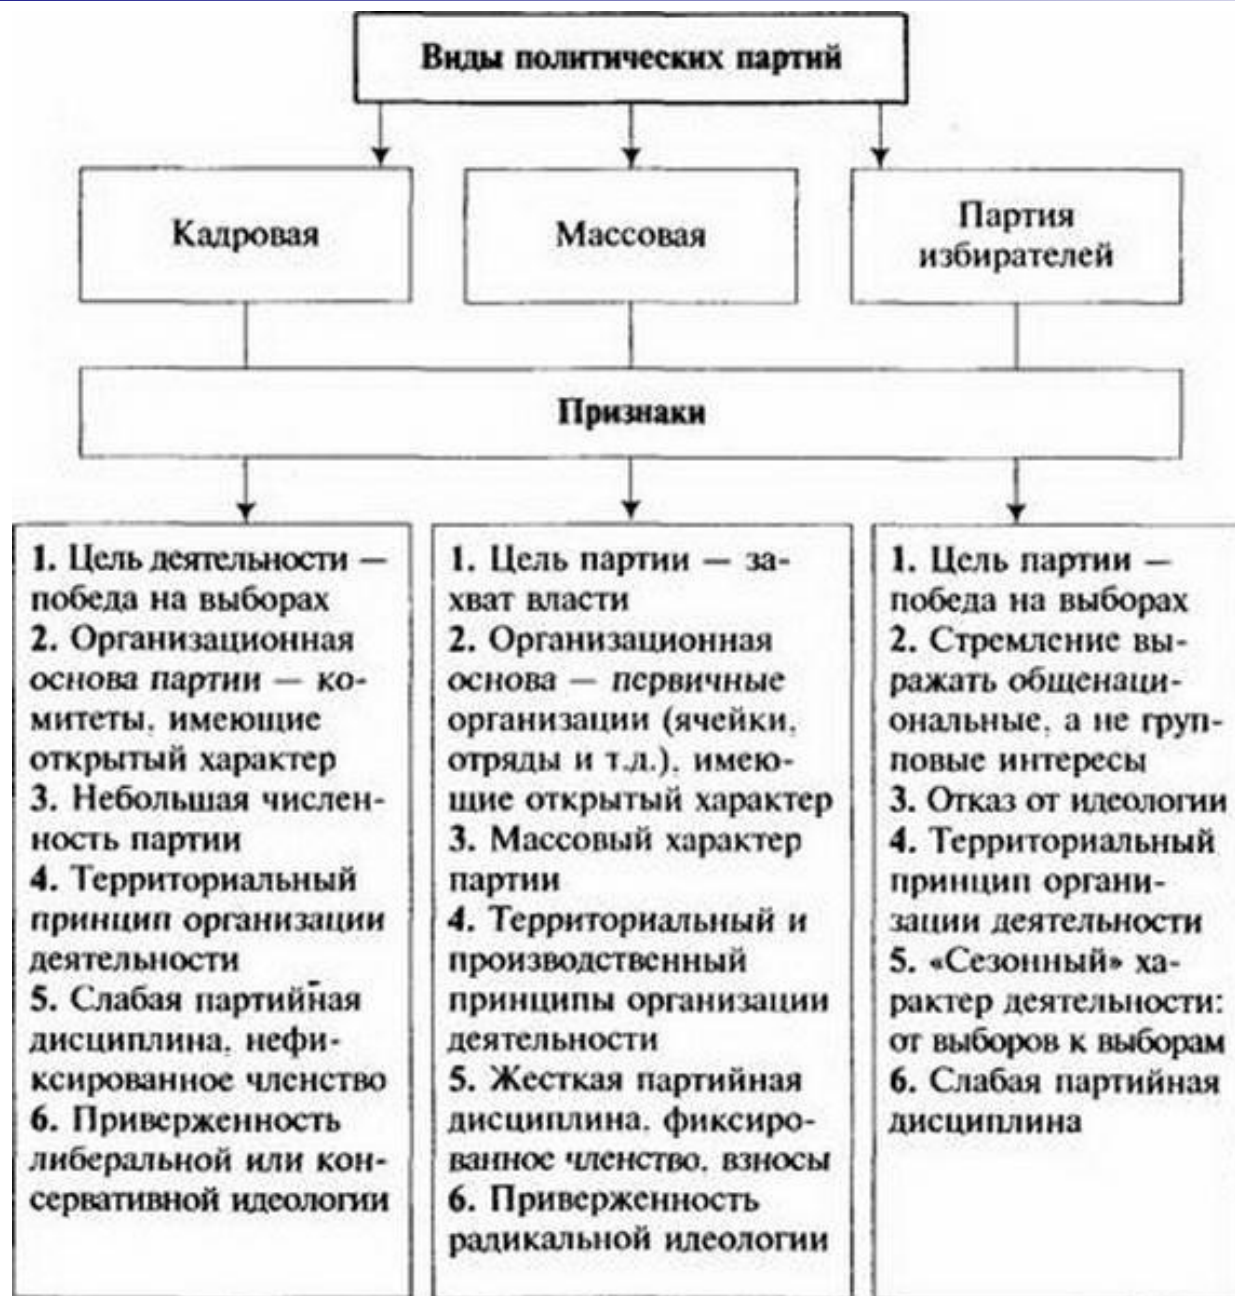 Виды политических партий
Кадровая
Массовая
Партия
избирателей
Признаки
1. Цель деятельности —
победа на выборах
2. Организационная
основа партии — ко-
митеты, имеющие
открытый характер
3. Небольшая числен-
ность партии
4. Территориальный
принцип организации
деятельности
5. Слабая партийная
дисциплина, нефи-
ксированное членство
6. Приверженность
либеральной или кон-
сервативной идеологии
1. Цель партии — за-
хват власти
2. Организационная
основа — первичные
организации (ячейки,
отряды и т.д.), имею-
щие открытый характер
3. Массовый характер
партии
4. Территориальный и
производственный
принципы организации
деятельности
5. Жесткая партийная
дисциплина, фиксиро-
ванное членство, взносы
6. Приверженность
радикальной идеологии
1. Цель партии —
победа на выборах
2. Стремление вы-
ражать общенаци-
ональные, а не груп-
повые интересы
3. Отказ от идеологии
4. Территориальный
принцип органи-
зации деятельности
5. «Сезонный» ха-
рактер деятельности:
от выборов к выборам
6. Слабая партийная
дисциплина